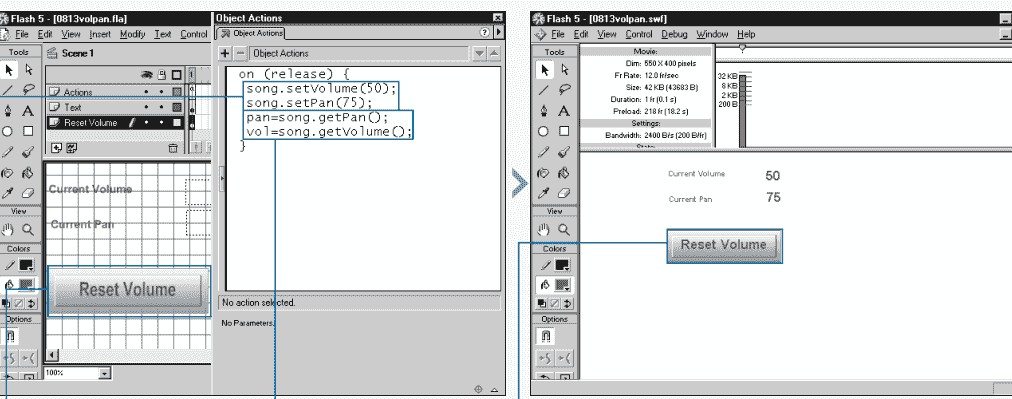 Flash 5 - [0813volpan.fla]
File Edit View Insert Modify Text Control
Tools
Scene 1
1
Actions
Text
Reset Volume
Current Volume
Current Pan
View
Colors
Reset Volume
Options
100%
Object Actions
Object Actions
Object Actions
on (release) {
song.setVolume(50);
song.setPan(75);
pan=song.getPan();
vol=song.getVolume();
}
No action selected.
No Parameters.
Flash 5 - [0813volpan.swf]
File Edit View Control Debug Window Help
Tools
Movie:
Dim: 550 X 400 pixels
Fr Rate: 12.0 fr/sec
Size: 42 KB (43683 B)
Duration: 1 fr (0.1 s)
Preload: 218 fr (18.2 s)
Settings:
Bandwidth: 2400 B/s (200 B/fr)
State:
32 KB
8 KB
2 KB
200 B
Current Volume 50
Current Pan 75
Reset Volume
View
Colors
Options